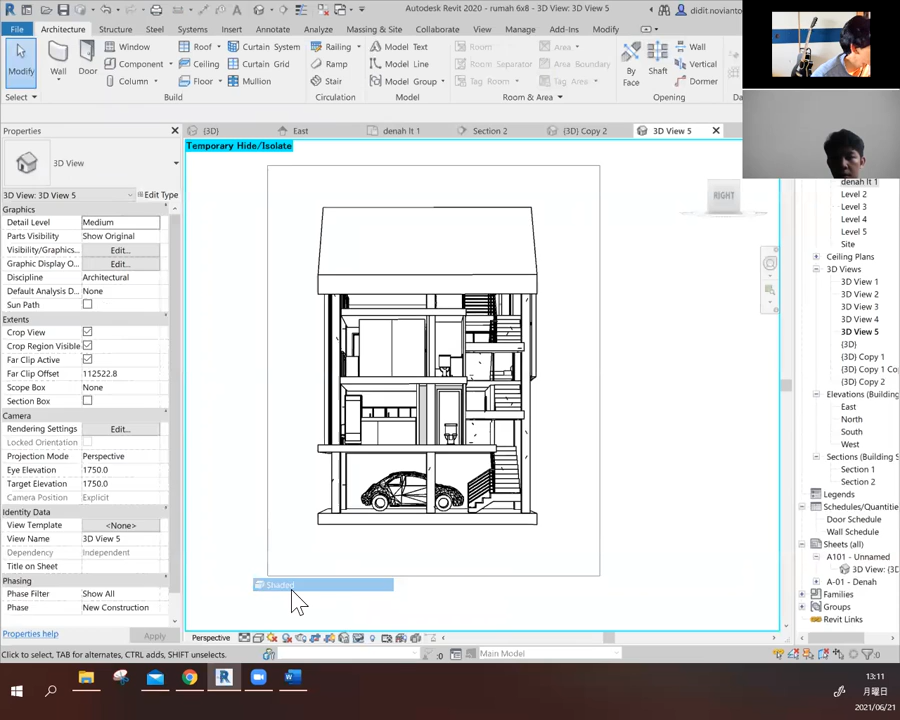 Autodesk Revit 2020 - rumah 6x8 - 3D View: 3D View 5
didit.novianto
File
Architecture
Structure
Steel
Systems
Insert
Annotate
Analyze
Massing & Site
Collaborate
View
Manage
Add-Ins
Modify
Modify
Wall
Door
Window
Component
Column
Roof
Ceiling
Floor
Curtain System
Curtain Grid
Mullion
Railing
Ramp
Stair
Model Text
Model Line
Model Group
Room
Room Separator
Tag Room
Area
Area Boundary
Tag Area
By Face
Shaft
Wall
Vertical
Dormer
Select
Build
Circulation
Model
Room & Area
Opening
Properties
{3D}
East
denah lt 1
Section 2
{3D} Copy 2
3D View 5
Temporary Hide/Isolate
RIGHT
3D View
3D View: 3D View 5
Edit Type
Graphics
Detail Level Medium
Parts Visibility Show Original
Visibility/Graphics... Edit...
Graphic Display O... Edit...
Discipline Architectural
Default Analysis D... None
Sun Path
Extents
Crop View
Crop Region Visible
Far Clip Active
Far Clip Offset 112522.8
Scope Box None
Section Box
Camera
Rendering Settings Edit...
Locked Orientation
Projection Mode Perspective
Eye Elevation 1750.0
Target Elevation 1750.0
Camera Position Explicit
Identity Data
View Template <None>
View Name 3D View 5
Dependency Independent
Title on Sheet
Phasing
Phase Filter Show All
Phase New Construction
Properties help
Apply
Shaded
Perspective
denah lt 1
Level 2
Level 3
Level 4
Level 5
Site
Ceiling Plans
3D Views
3D View 1
3D View 2
3D View 3
3D View 4
3D View 5
{3D}
{3D} Copy 1
{3D} Copy 1 Co
{3D} Copy 2
Elevations (Building
East
North
South
West
Sections (Building S
Section 1
Section 2
Legends
Schedules/Quantitie
Door Schedule
Wall Schedule
Sheets (all)
A101 - Unnamed
3D View: {3D
A-01 - Denah
Families
Groups
Revit Links
Click to select, TAB for alternates, CTRL adds, SHIFT unselects.
:0
Main Model
:0
13:11
月曜日
2021/06/21